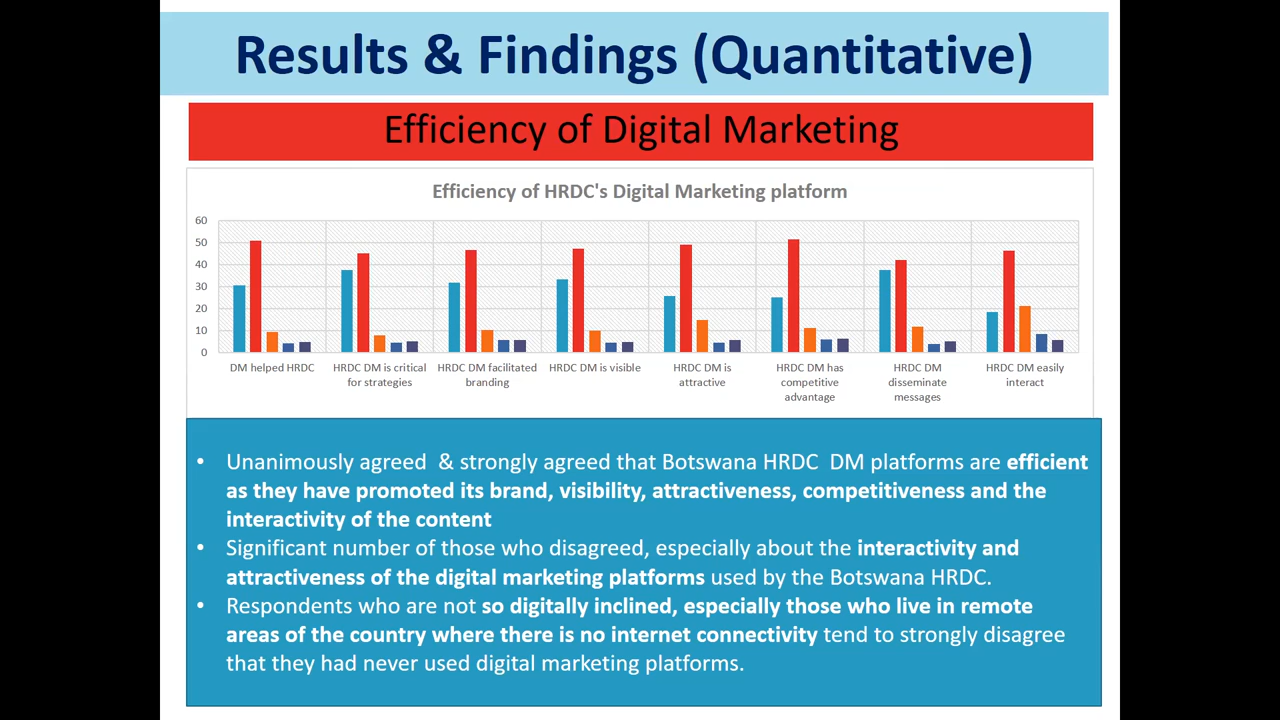 Results & Findings (Quantitative)
Efficiency of Digital Marketing
Efficiency of HRDC's Digital Marketing platform
60
50
40
30
20
10
0
DM helped HRDC
HRDC DM is critical
for strategies
HRDC DM facilitated
branding
HRDC DM is visible
HRDC DM is
attractive
HRDC DM has
competitive
advantage
HRDC DM
disseminate
messages
HRDC DM easily
interact
• Unanimously agreed & strongly agreed that Botswana HRDC DM platforms are efficient
as they have promoted its brand, visibility, attractiveness, competitiveness and the
interactivity of the content
• Significant number of those who disagreed, especially about the interactivity and
attractiveness of the digital marketing platforms used by the Botswana HRDC.
• Respondents who are not so digitally inclined, especially those who live in remote
areas of the country where there is no internet connectivity tend to strongly disagree
that they had never used digital marketing platforms.